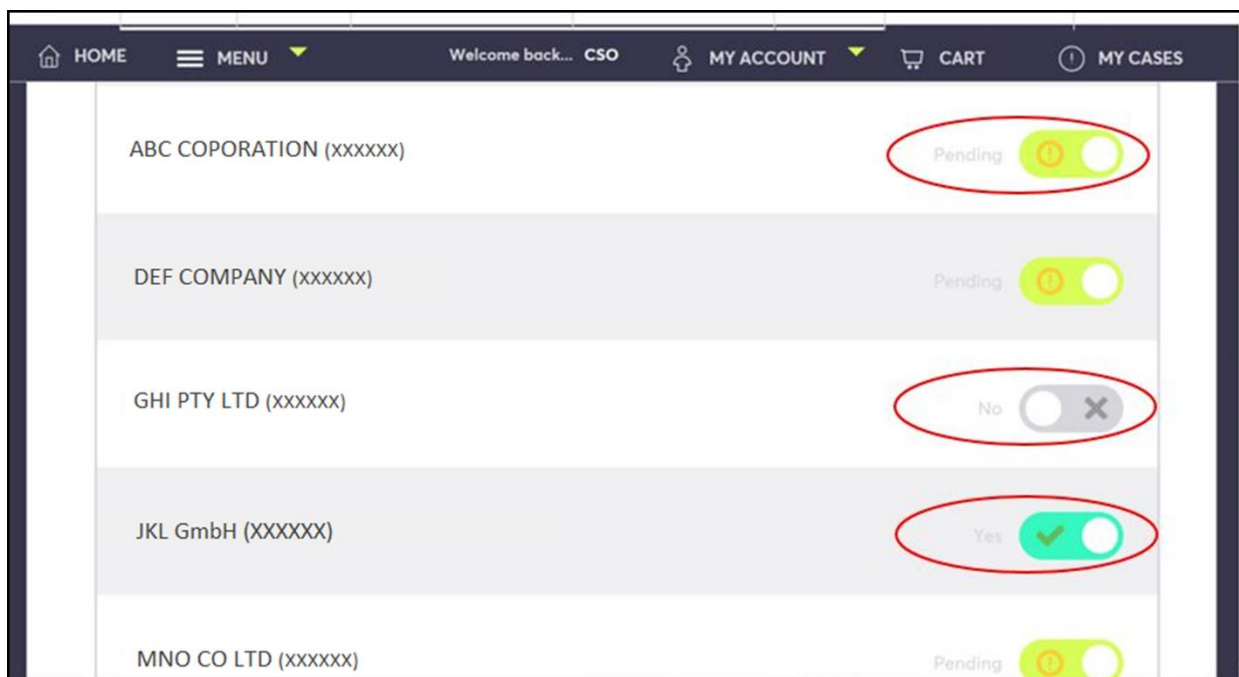 HOME MENU Welcome back... CSO MY ACCOUNT CART MY CASES
ABC COPORATION (XXXXXX) Pending
DEF COMPANY (XXXXXX) Pending
GHI PTY LTD (XXXXXX) No
JKL GmbH (XXXXXX) Yes
MNO CO LTD (XXXXXX) Pending